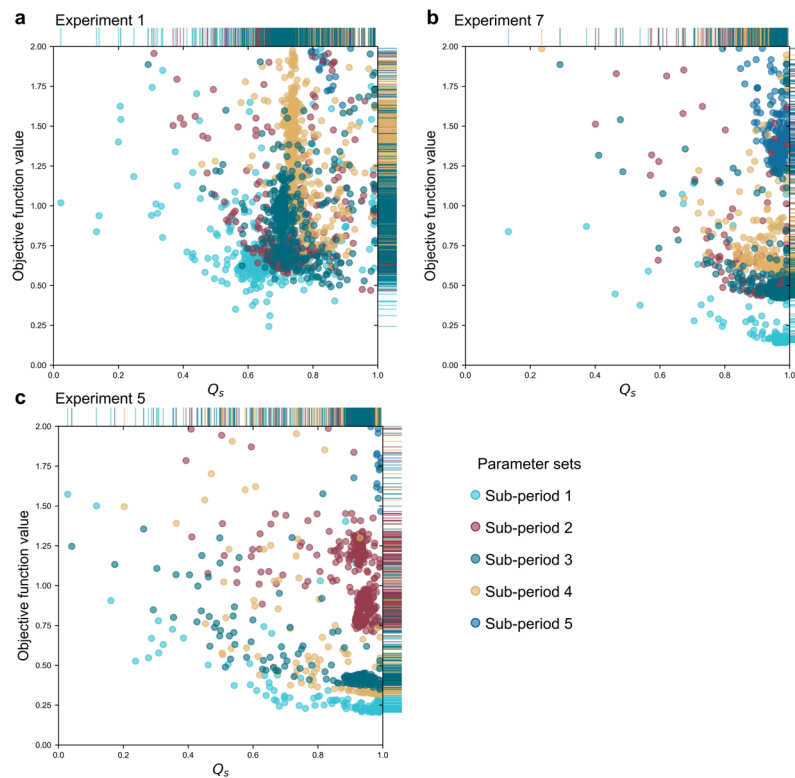 a Experiment 1
2.00
1.75
1.50
1.25
1.00
0.75
0.50
0.25
0.00
Objective function value
0.0 0.2 0.4 0.6 0.8 1.0
Qs
b Experiment 7
2.00
1.75
1.50
1.25
1.00
0.75
0.50
0.25
0.00
Objective function value
0.0 0.2 0.4 0.6 0.8 1.0
Qs
c Experiment 5
2.00
1.75
1.50
1.25
1.00
0.75
0.50
0.25
0.00
Objective function value
0.0 0.2 0.4 0.6 0.8 1.0
Qs
Parameter sets
Sub-period 1
Sub-period 2
Sub-period 3
Sub-period 4
Sub-period 5